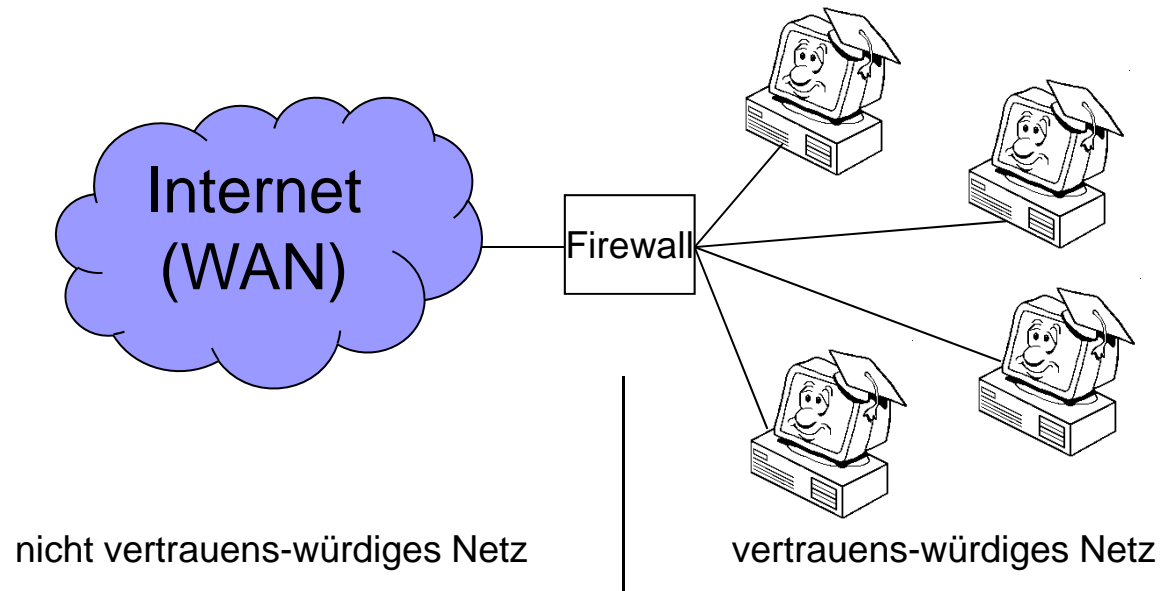 Internet
(WAN)
Firewall
nicht vertrauens-würdiges Netz
vertrauens-würdiges Netz